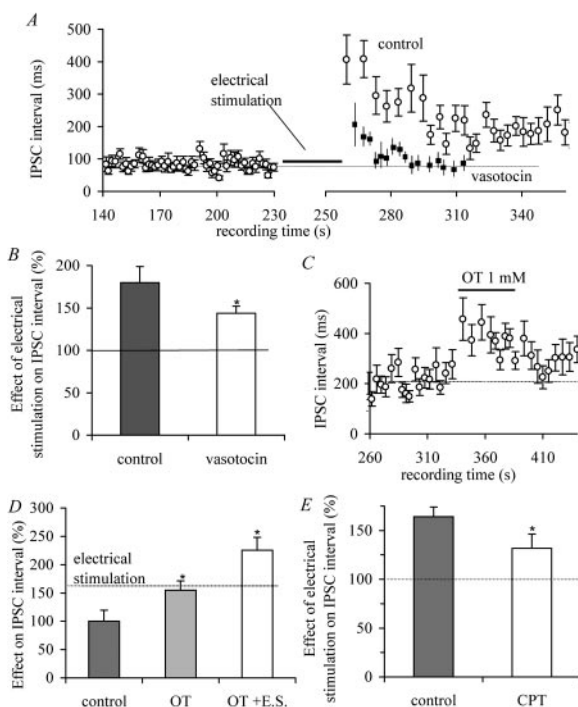 A
500
400
300
200
100
0
IPSC interval (ms)
control
electrical
stimulation
vasotocin
140 170 200 230 250 280 310 340
recording time (s)
B
200
150
100
50
0
Effect of electrical
stimulation on IPSC interval (%)
*
control vasotocin
C
OT 1 mM
600
400
200
0
IPSC interval (ms)
260 310 360 410
recording time (s)
D
300
250
200
150
100
50
0
Effect on IPSC interval (%)
electrical
stimulation
*
*
control OT OT +E.S.
E
150
100
50
0
Effect of electrical
stimulation on IPSC interval (%)
*
control CPT